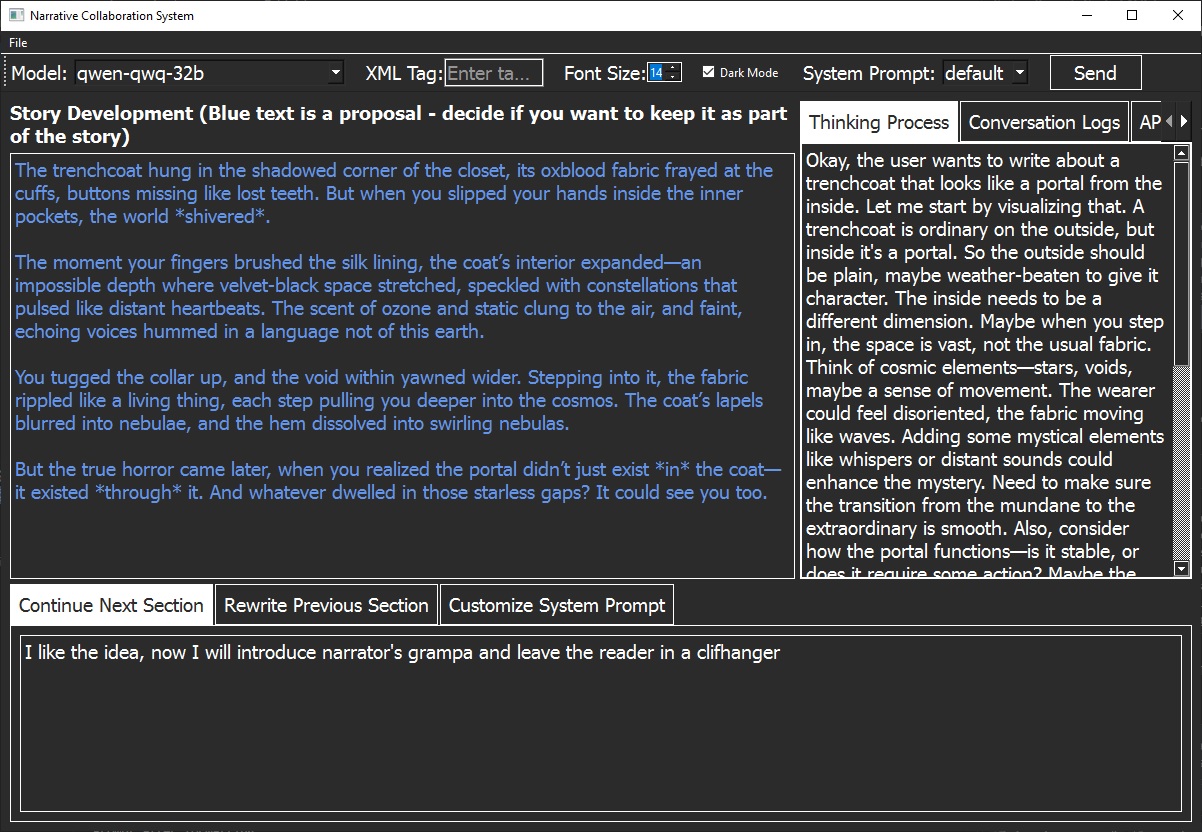 Narrative Collaboration System
File
Model: qwen-qwq-32b XML Tag: Enter ta... Font Size: 14 Dark Mode System Prompt: default Send
Story Development (Blue text is a proposal - decide if you want to keep it as part
of the story)
The trenchcoat hung in the shadowed corner of the closet, its oxblood fabric frayed at the
cuffs, buttons missing like lost teeth. But when you slipped your hands inside the inner
pockets, the world *shivered*.
The moment your fingers brushed the silk lining, the coat’s interior expanded—an
impossible depth where velvet-black space stretched, speckled with constellations that
pulsed like distant heartbeats. The scent of ozone and static clung to the air, and faint,
echoing voices hummed in a language not of this earth.
You tugged the collar up, and the void within yawned wider. Stepping into it, the fabric
rippled like a living thing, each step pulling you deeper into the cosmos. The coat’s lapels
blurred into nebulae, and the hem dissolved into swirling nebulas.
But the true horror came later, when you realized the portal didn’t just exist *in* the coat—
it existed *through* it. And whatever dwelled in those starless gaps? It could see you too.
Thinking Process Conversation Logs AP
Okay, the user wants to write about a
trenchcoat that looks like a portal from the
inside. Let me start by visualizing that. A
trenchcoat is ordinary on the outside, but
inside it's a portal. So the outside should
be plain, maybe weather-beaten to give it
character. The inside needs to be a
different dimension. Maybe when you step
in, the space is vast, not the usual fabric.
Think of cosmic elements—stars, voids,
maybe a sense of movement. The wearer
could feel disoriented, the fabric moving
like waves. Adding some mystical elements
like whispers or distant sounds could
enhance the mystery. Need to make sure
the transition from the mundane to the
extraordinary is smooth. Also, consider
how the portal functions—is it stable, or
does it require some action? Maybe the
Continue Next Section Rewrite Previous Section Customize System Prompt
I like the idea, now I will introduce narrator's grampa and leave the reader in a clifhanger